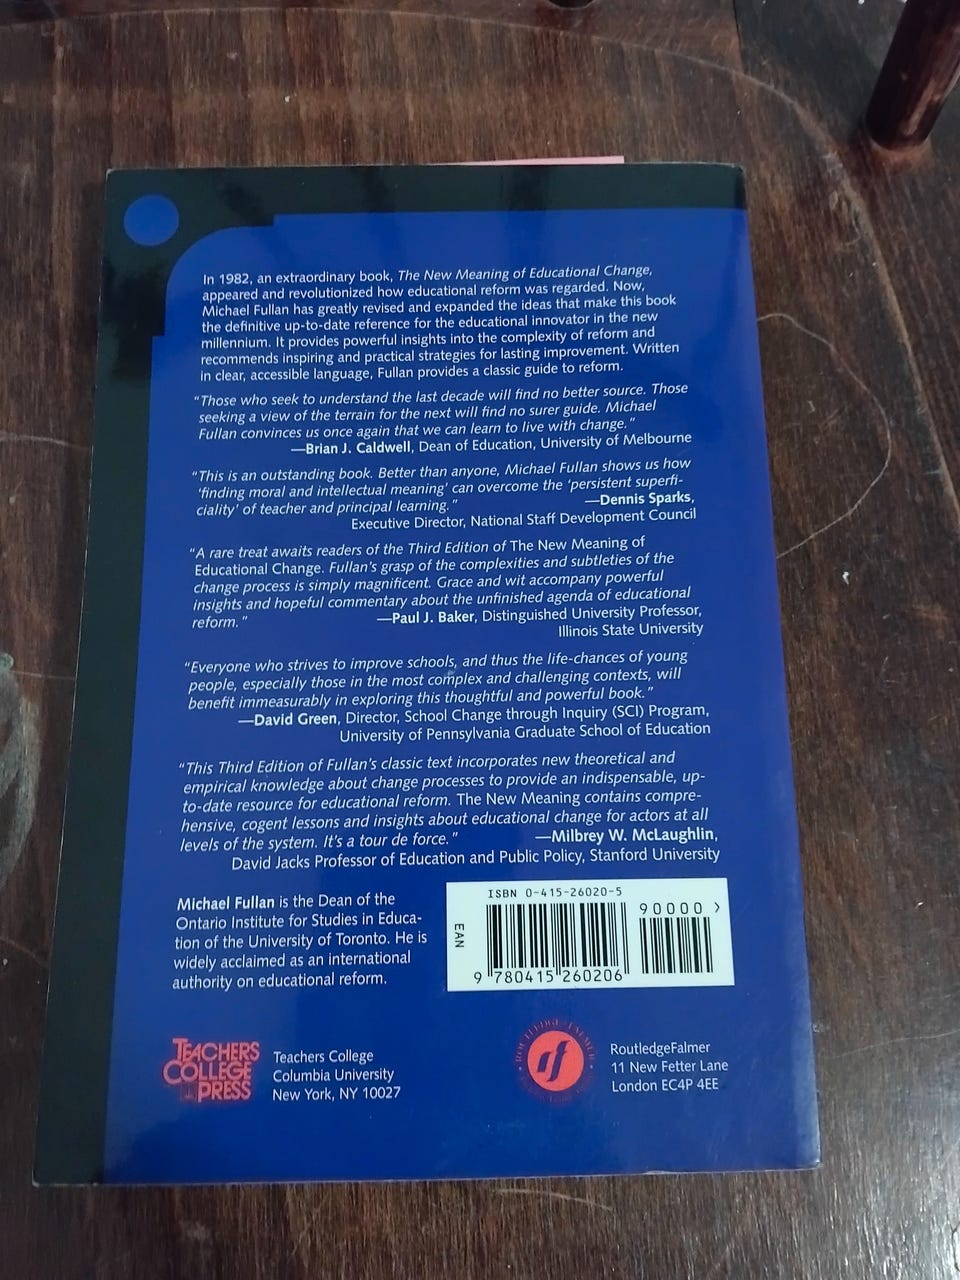 In 1982, an extraordinary book, The New Meaning of Educational Change,
appeared and revolutionized how educational reform was regarded. Now,
Michael Fullan has greatly revised and expanded the ideas that make this book
the definitive up-to-date reference for the educational innovator in the new
millennium. It provides powerful insights into the complexity of reform and
recommends inspiring and practical strategies for lasting improvement. Written
in clear, accessible language, Fullan provides a classic guide to reform.
"Those who seek to understand the last decade will find no better source. Those
seeking a view of the terrain for the next will find no surer guide. Michael
Fullan convinces us once again that we can learn to live with change."
—Brian J. Caldwell, Dean of Education, University of Melbourne
"This is an outstanding book. Better than anyone, Michael Fullan shows us how
'finding moral and intellectual meaning' can overcome the 'persistent superfi-
ciality' of teacher and principal learning." —Dennis Sparks,
Executive Director, National Staff Development Council
"A rare treat awaits readers of the Third Edition of The New Meaning of
Educational Change. Fullan's grasp of the complexities and subtleties of the
change process is simply magnificent. Grace and wit accompany powerful
insights and hopeful commentary about the unfinished agenda of educational
reform." —Paul J. Baker, Distinguished University Professor,
Illinois State University
"Everyone who strives to improve schools, and thus the life-chances of young
people, especially those in the most complex and challenging contexts, will
benefit immeasurably in exploring this thoughtful and powerful book."
—David Green, Director, School Change through Inquiry (SCI) Program,
University of Pennsylvania Graduate School of Education
"This Third Edition of Fullan's classic text incorporates new theoretical and
empirical knowledge about change processes to provide an indispensable, up-
to-date resource for educational reform. The New Meaning contains compre-
hensive, cogent lessons and insights about educational change for actors at all
levels of the system. It's a tour de force." —Milbrey W. McLaughlin,
David Jacks Professor of Education and Public Policy, Stanford University
Michael Fullan is the Dean of the
Ontario Institute for Studies in Educa-
tion of the University of Toronto. He is
widely acclaimed as an international
authority on educational reform.
ISBN 0-415-26020-5
90000 >
EAN
9 780415 260206
TEACHERS
COLLEGE
PRESS
Teachers College
Columbia University
New York, NY 10027
ROUTLEDGE FALMER
rf
RoutledgeFalmer
11 New Fetter Lane
London EC4P 4EE